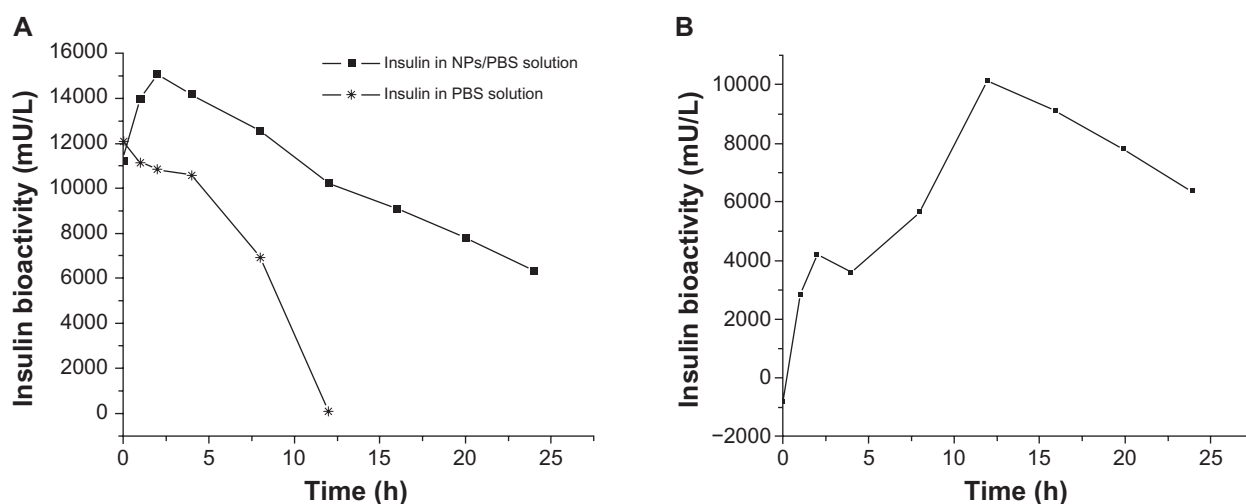 A
Insulin bioactivity (mU/L)
16000
14000
12000
10000
8000
6000
4000
2000
0
0 5 10 15 20 25
Time (h)
Insulin in NPs/PBS solution
Insulin in PBS solution
B
Insulin bioactivity (mU/L)
10000
8000
6000
4000
2000
0
−2000
0 5 10 15 20 25
Time (h)